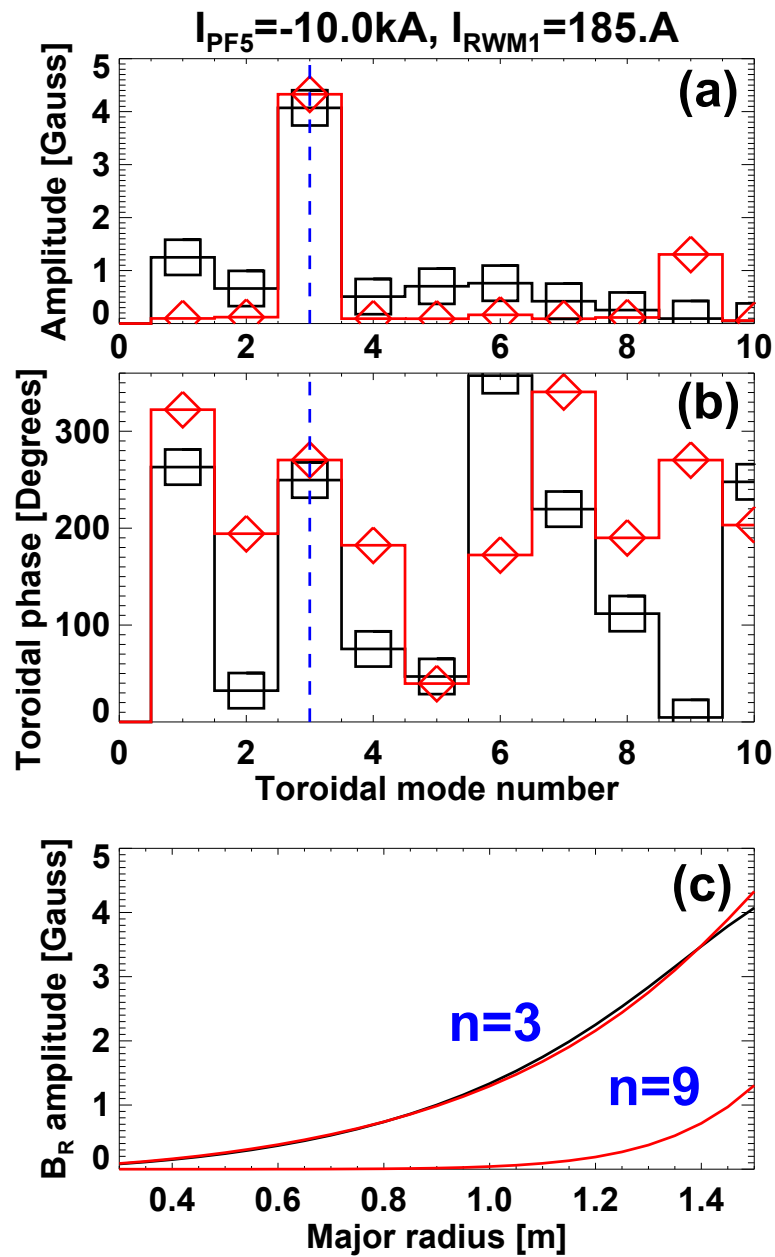 I_PF5=-10.0kA, I_RWM1=185.A
(a)
Amplitude [Gauss]
5
4
3
2
1
0
0 2 4 6 8 10
(b)
Toroidal phase [Degrees]
300
200
100
0
0 2 4 6 8 10
Toroidal mode number
(c)
B_R amplitude [Gauss]
5
4
3
2
1
0
n=3
n=9
0.4 0.6 0.8 1.0 1.2 1.4
Major radius [m]